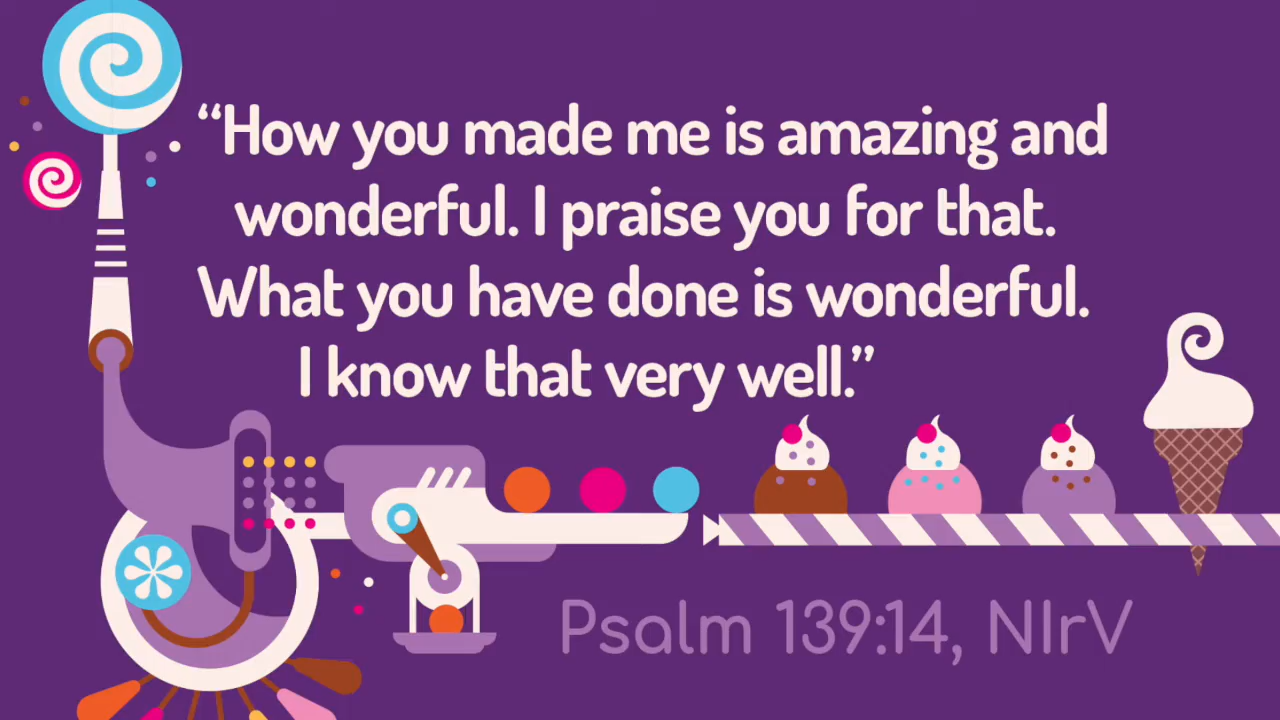 “How you made me is amazing and
wonderful. I praise you for that.
What you have done is wonderful.
I know that very well.”
Psalm 139:14, NIrV